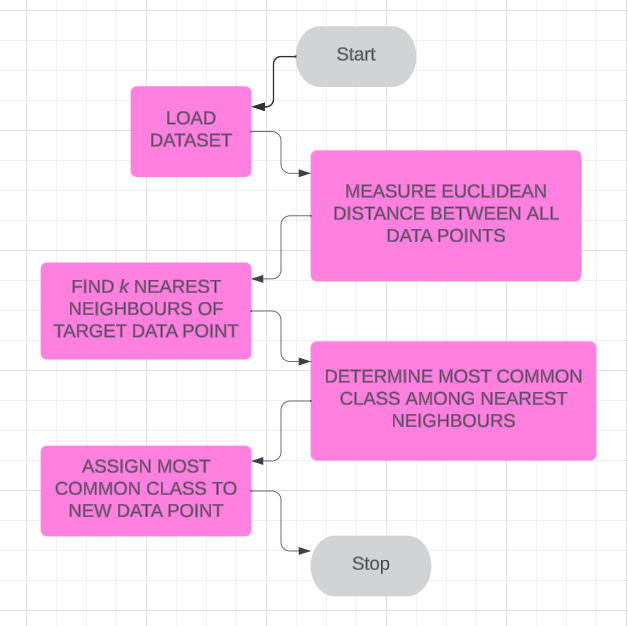 Start
LOAD
DATASET
MEASURE EUCLIDEAN
DISTANCE BETWEEN ALL
DATA POINTS
FIND k NEAREST
NEIGHBOURS OF
TARGET DATA POINT
DETERMINE MOST COMMON
CLASS AMONG NEAREST
NEIGHBOURS
ASSIGN MOST
COMMON CLASS TO
NEW DATA POINT
Stop